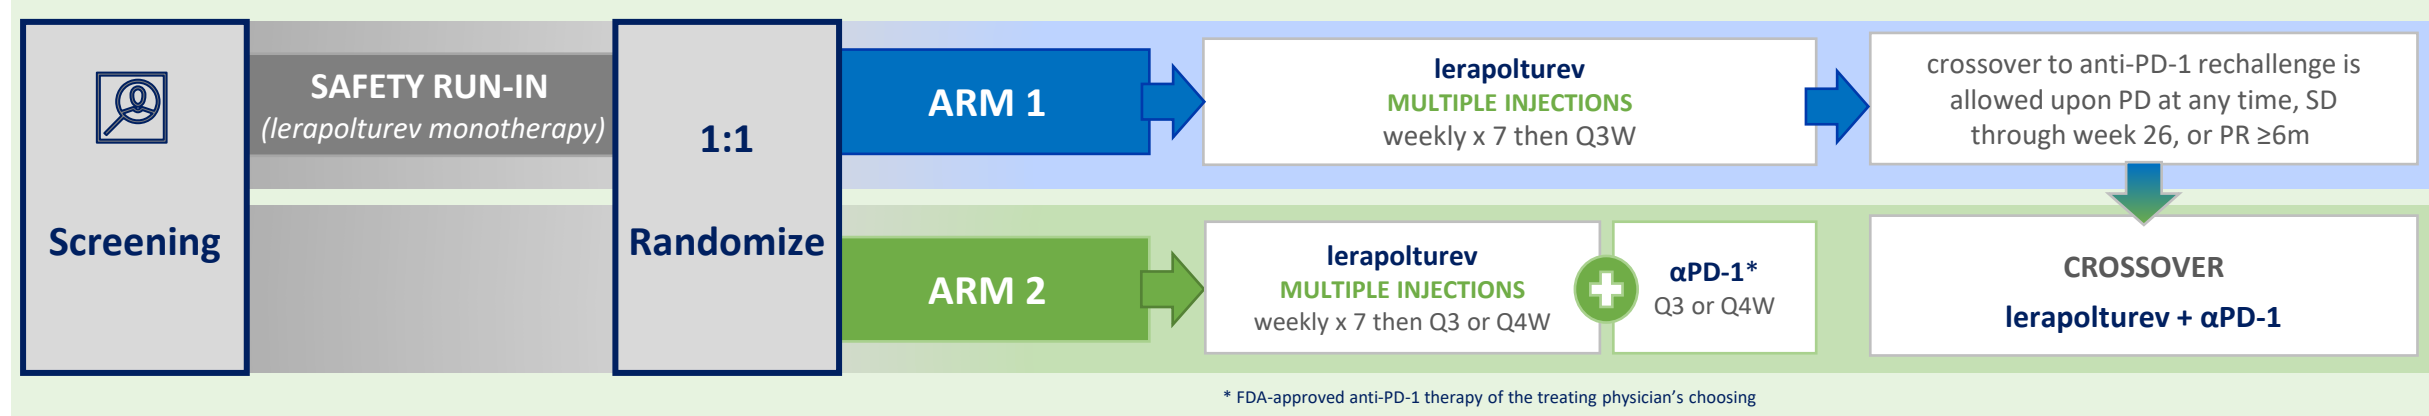 Screening
SAFETY RUN-IN
(lerapolturev monotherapy)
1:1
Randomize
ARM 1
lerapolturev
MULTIPLE INJECTIONS
weekly x 7 then Q3W
crossover to anti-PD-1 rechallenge is
allowed upon PD at any time, SD
through week 26, or PR ≥6m
ARM 2
lerapolturev
MULTIPLE INJECTIONS
weekly x 7 then Q3 or Q4W
αPD-1*
Q3 or Q4W
CROSSOVER
lerapolturev + αPD-1
* FDA-approved anti-PD-1 therapy of the treating physician’s choosing